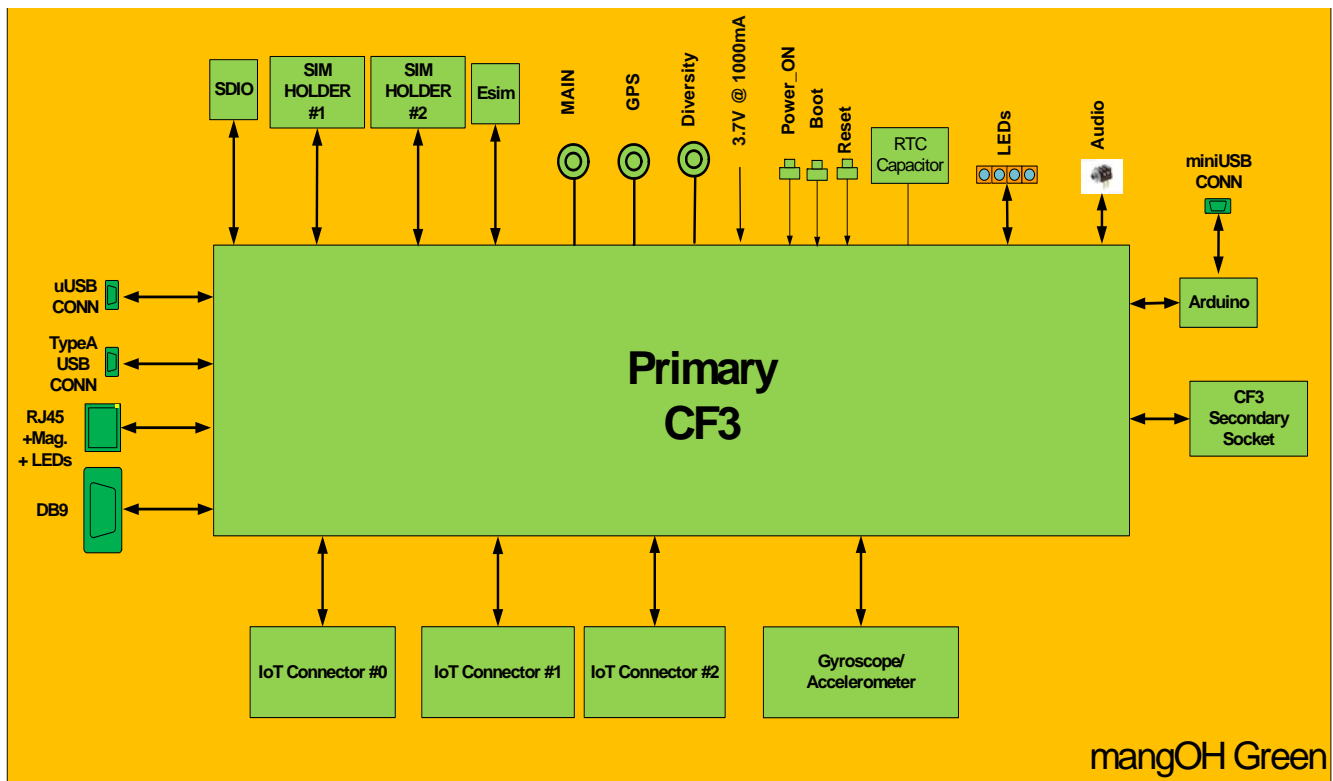 SDIO
SIM
HOLDER
#1
SIM
HOLDER
#2
Esim
MAIN
GPS
Diversity
3.7V @ 1000mA
Power_ON
Boot
Reset
RTC
Capacitor
LEDs
Audio
miniUSB
CONN
Arduino
uUSB
CONN
TypeA
USB
CONN
RJ45
+Mag.
+ LEDs
DB9
Primary
CF3
CF3
Secondary
Socket
IoT Connector #0
IoT Connector #1
IoT Connector #2
Gyroscope/
Accelerometer
mangOH Green